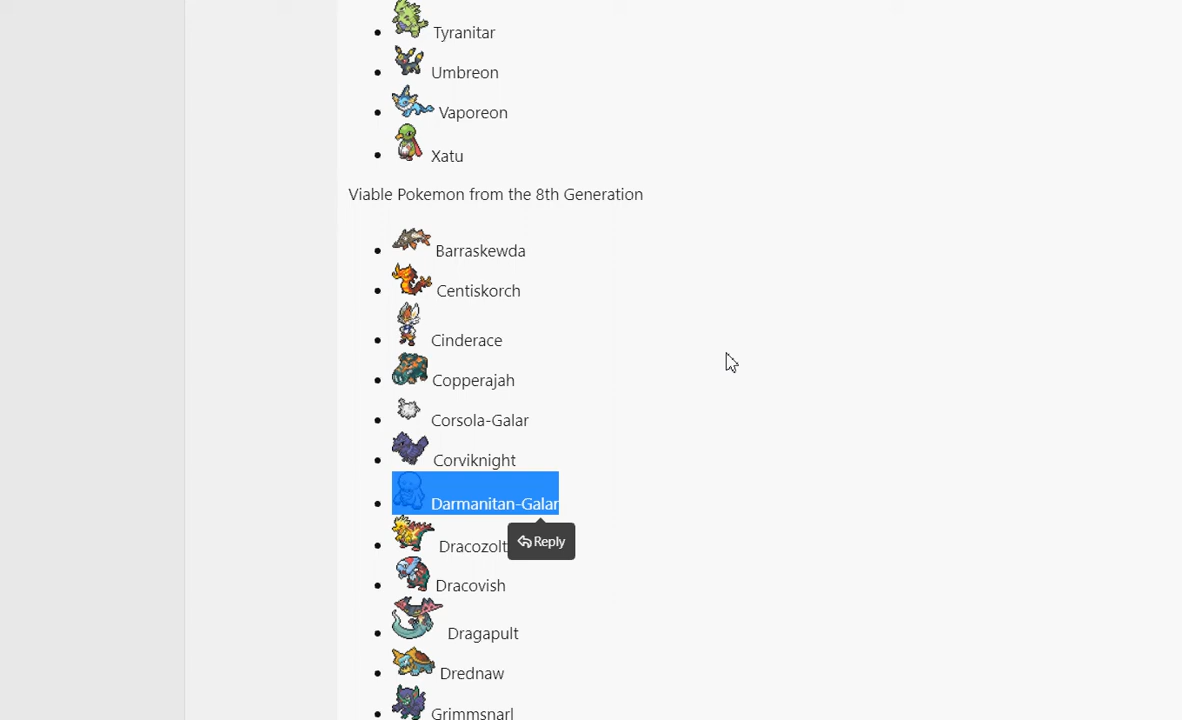 Tyranitar
Umbreon
Vaporeon
Xatu
Viable Pokemon from the 8th Generation
Barraskewda
Centiskorch
Cinderace
Copperajah
Corsola-Galar
Corviknight
Darmanitan-Galar
Dracozolt
Reply
Dracovish
Dragapult
Drednaw
Grimmsnarl